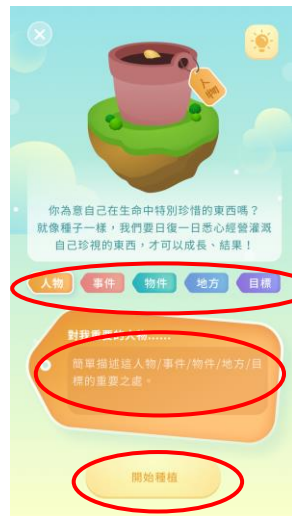 人
你為意自己在生命中特別珍惜的東西嗎？
就像種子一樣，我們要日復一日悉心經營灌溉
自己珍視的東西，才可以成長、結果！
人物 事件 物件 地方 目標
對我重要的人物......
簡單描述這人物/事件/物件/地方/目
標的重要之處。
開始種植